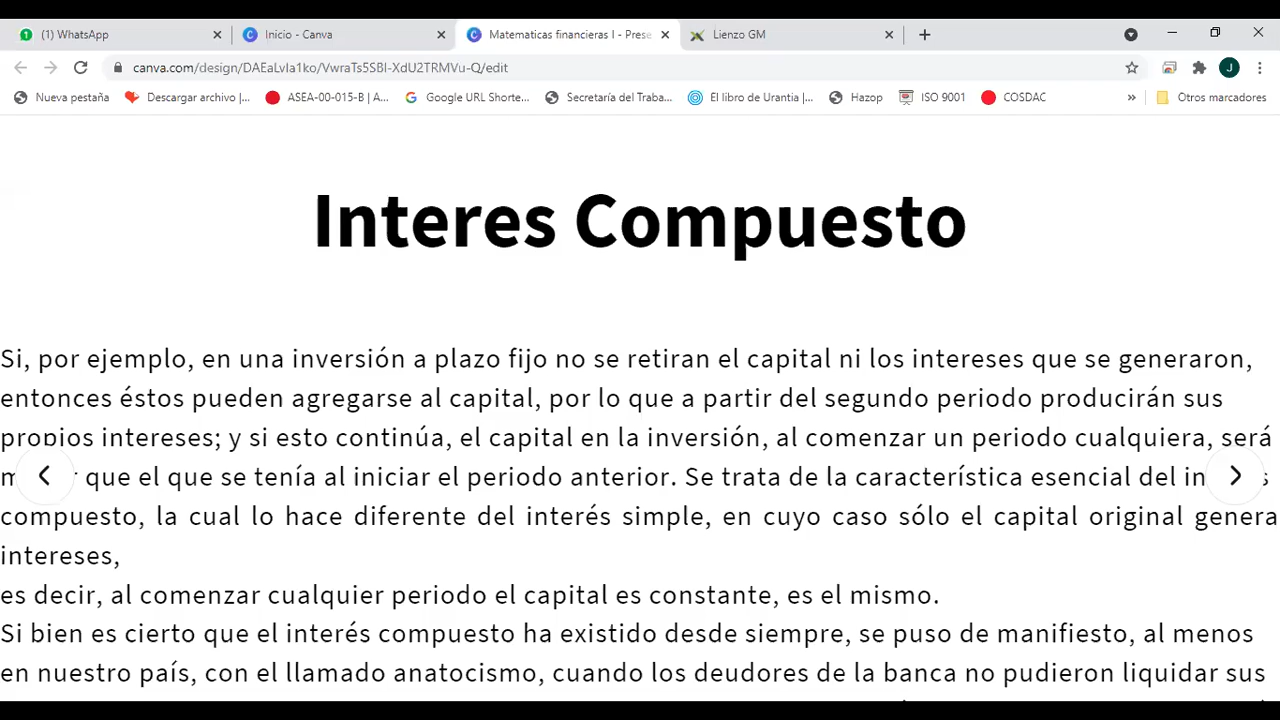 (1) WhatsApp
Inicio - Canva
Matematicas financieras I - Prese
Lienzo GM
canva.com/design/DAEaLvIa1ko/VwraTs5SBI-XdU2TRMVu-Q/edit
J
Nueva pestaña
Descargar archivo |...
ASEA-00-015-B | A...
Google URL Shorte...
Secretaría del Traba...
El libro de Urantia |...
Hazop
ISO 9001
COSDAC
Otros marcadores
Interes Compuesto
Si, por ejemplo, en una inversión a plazo fijo no se retiran el capital ni los intereses que se generaron,
entonces éstos pueden agregarse al capital, por lo que a partir del segundo periodo producirán sus
propios intereses; y si esto continúa, el capital en la inversión, al comenzar un periodo cualquiera, será
que el que se tenía al iniciar el periodo anterior. Se trata de la característica esencial del
compuesto, la cual lo hace diferente del interés simple, en cuyo caso sólo el capital original genera
intereses,
es decir, al comenzar cualquier periodo el capital es constante, es el mismo.
Si bien es cierto que el interés compuesto ha existido desde siempre, se puso de manifiesto, al menos
en nuestro país, con el llamado anatocismo, cuando los deudores de la banca no pudieron liquidar sus